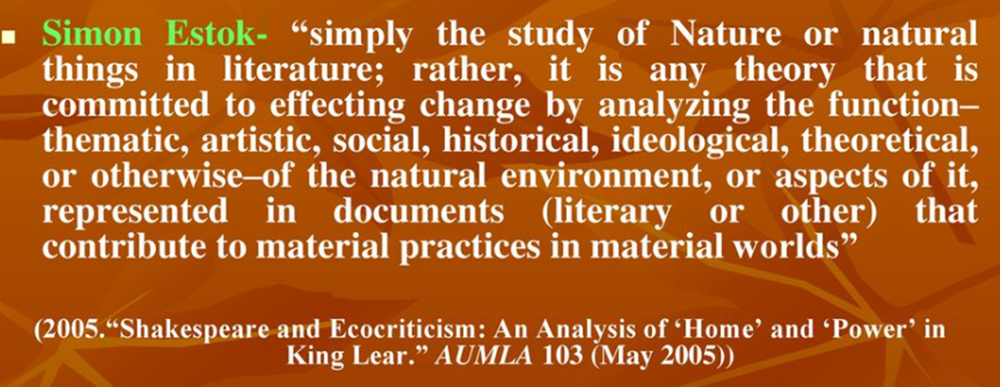 Simon Estok- “simply the study of Nature or natural
things in literature; rather, it is any theory that is
committed to effecting change by analyzing the function–
thematic, artistic, social, historical, ideological, theoretical,
or otherwise–of the natural environment, or aspects of it,
represented in documents (literary or other) that
contribute to material practices in material worlds”
(2005.“Shakespeare and Ecocriticism: An Analysis of ‘Home’ and ‘Power’ in
King Lear.” AUMLA 103 (May 2005))